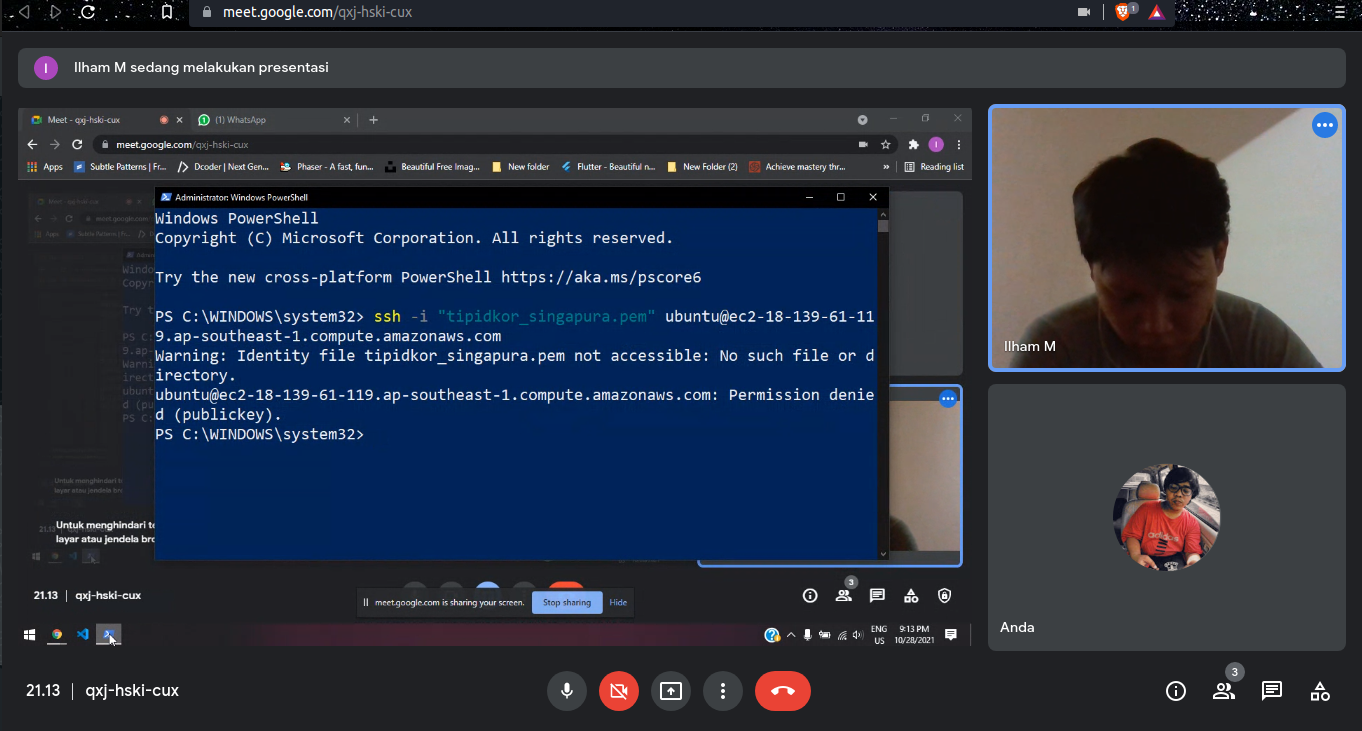 meet.google.com/qxj-hski-cux
1
I
Ilham M sedang melakukan presentasi
Meet - qxj-hski-cux
(1) WhatsApp
meet.google.com/qxj-hski-cux
I
Apps
Subtle Patterns | Fr...
Dcoder | Next Gen...
Phaser - A fast, fun...
Beautiful Free Imag...
New folder
Flutter - Beautiful n...
New Folder (2)
Achieve mastery thr...
»
Reading list
Administrator: Windows PowerShell
Windows PowerShell
Copyright (C) Microsoft Corporation. All rights reserved.
Try the new cross-platform PowerShell https://aka.ms/pscore6
PS C:\WINDOWS\system32> ssh -i "tipidkor_singapura.pem" ubuntu@ec2-18-139-61-11
9.ap-southeast-1.compute.amazonaws.com
Warning: Identity file tipidkor_singapura.pem not accessible: No such file or d
irectory.
ubuntu@ec2-18-139-61-119.ap-southeast-1.compute.amazonaws.com: Permission denie
d (publickey).
PS C:\WINDOWS\system32>
Untuk menghindari te
layar atau jendela bro
21.13 | qxj-hski-cux
meet.google.com is sharing your screen.
Stop sharing
Hide
3
ENG
US
9:13 PM
10/28/2021
Ilham M
Anda
21.13 | qxj-hski-cux
3